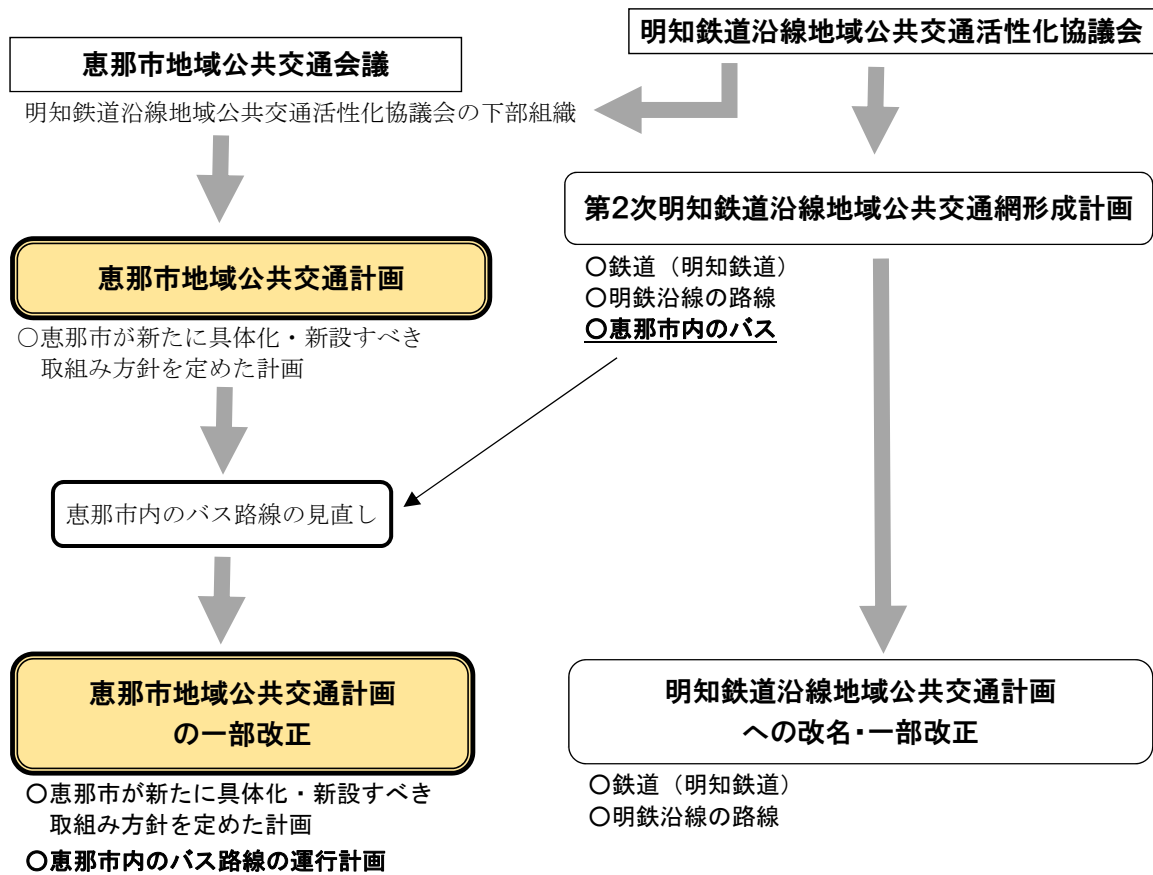 明知鉄道沿線地域公共交通活性化協議会
恵那市地域公共交通会議
明知鉄道沿線地域公共交通活性化協議会の下部組織
第2次明知鉄道沿線地域公共交通網形成計画
恵那市地域公共交通計画
〇鉄道（明知鉄道）
〇明鉄沿線の路線
〇恵那市内のバス
〇恵那市が新たに具体化・新設すべき
取組み方針を定めた計画
恵那市内のバス路線の見直し
恵那市地域公共交通計画
の一部改正
明知鉄道沿線地域公共交通計画
への改名・一部改正
〇恵那市が新たに具体化・新設すべき
取組み方針を定めた計画
〇恵那市内のバス路線の運行計画
〇鉄道（明知鉄道）
〇明鉄沿線の路線